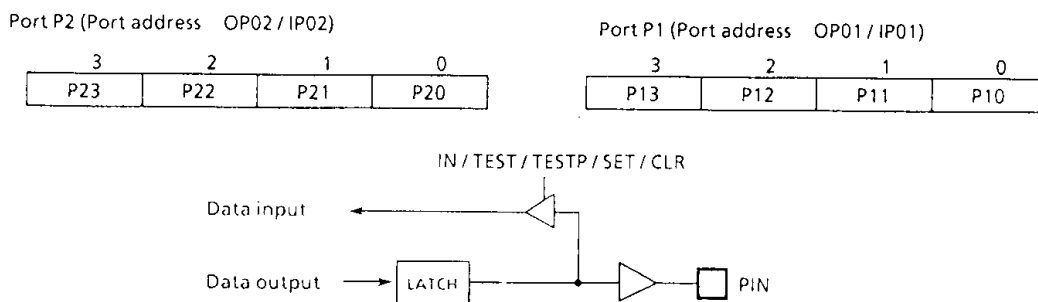 Port P2 (Port address OP02 / IP02)
3 2 1 0
P23 P22 P21 P20
Port P1 (Port address OP01 / IP01)
3 2 1 0
P13 P12 P11 P10
IN / TEST / TESTP / SET / CLR
Data input
Data output
LATCH
PIN